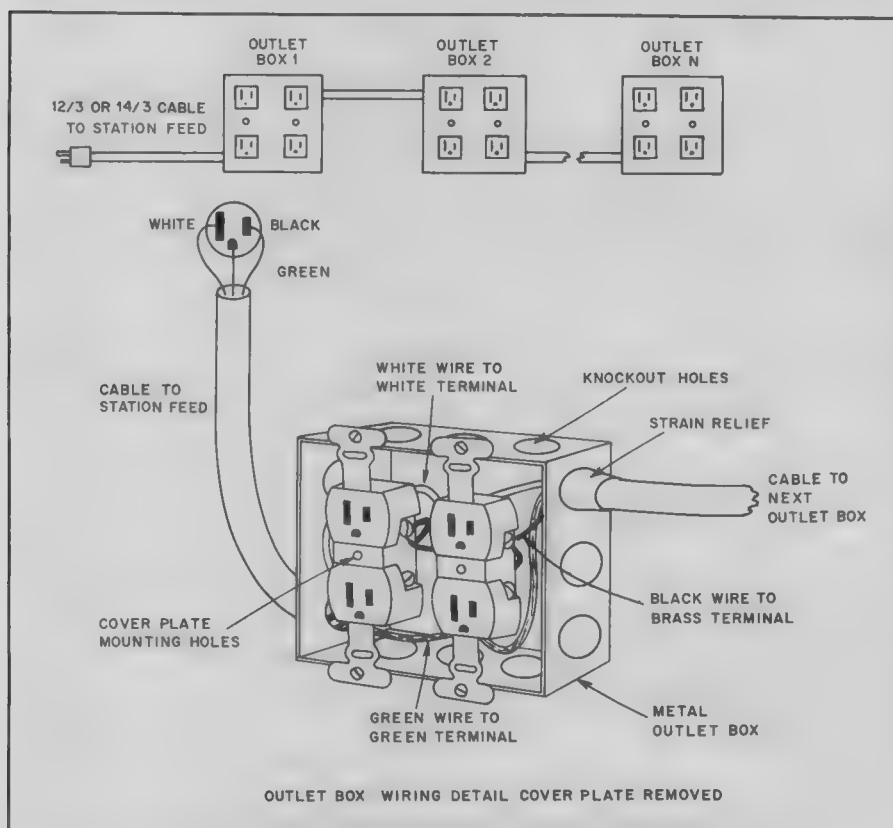 OUTLET
BOX 1
OUTLET
BOX 2
OUTLET
BOX N
12/3 OR 14/3 CABLE
TO STATION FEED
WHITE
BLACK
GREEN
CABLE TO
STATION FEED
WHITE WIRE TO
WHITE TERMINAL
KNOCKOUT HOLES
STRAIN RELIEF
CABLE TO
NEXT
OUTLET BOX
BLACK WIRE TO
BRASS TERMINAL
COVER PLATE
MOUNTING HOLES
GREEN WIRE TO
GREEN TERMINAL
METAL
OUTLET BOX
OUTLET BOX WIRING DETAIL COVER PLATE REMOVED